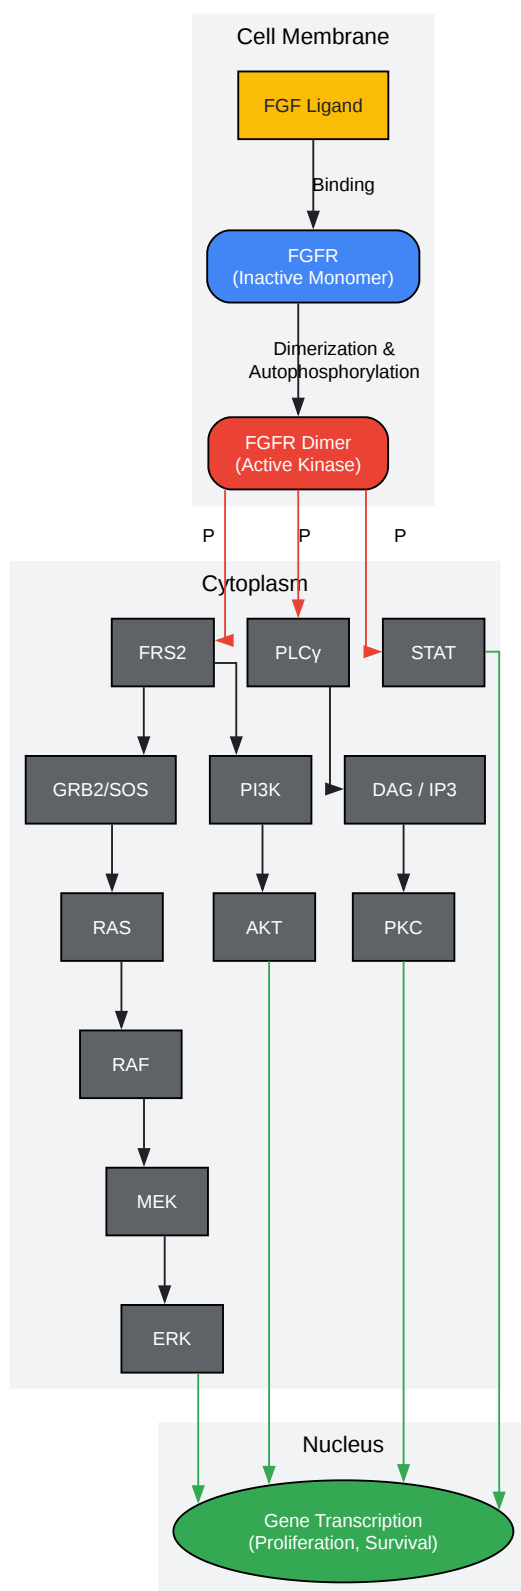 Cell Membrane
FGF Ligand
Binding
FGFR
(Inactive Monomer)
Dimerization &
Autophosphorylation
FGFR Dimer
(Active Kinase)
P
P
P
Cytoplasm
FRS2
PLCγ
STAT
GRB2/SOS
PI3K
DAG / IP3
RAS
AKT
PKC
RAF
MEK
ERK
Nucleus
Gene Transcription
(Proliferation, Survival)